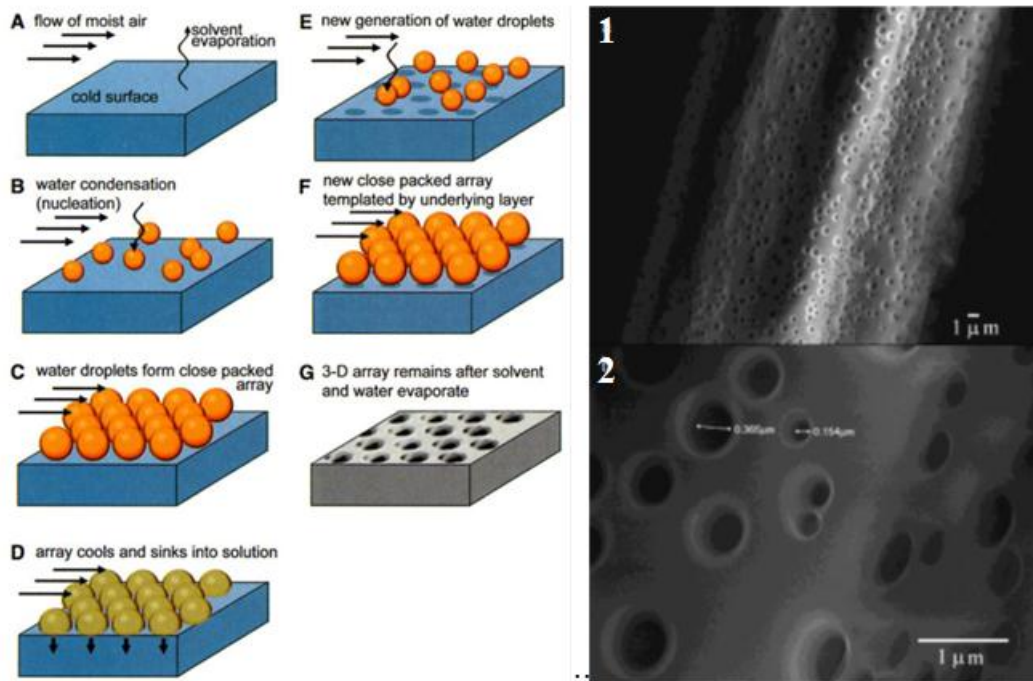 A flow of moist air
solvent
evaporation
cold surface
B water condensation
(nucleation)
C water droplets form close packed
array
D array cools and sinks into solution
E new generation of water droplets
F new close packed array
templated by underlying layer
G 3-D array remains after solvent
and water evaporate
1
1 μm
2
0.365μm
0.154μm
1 μm